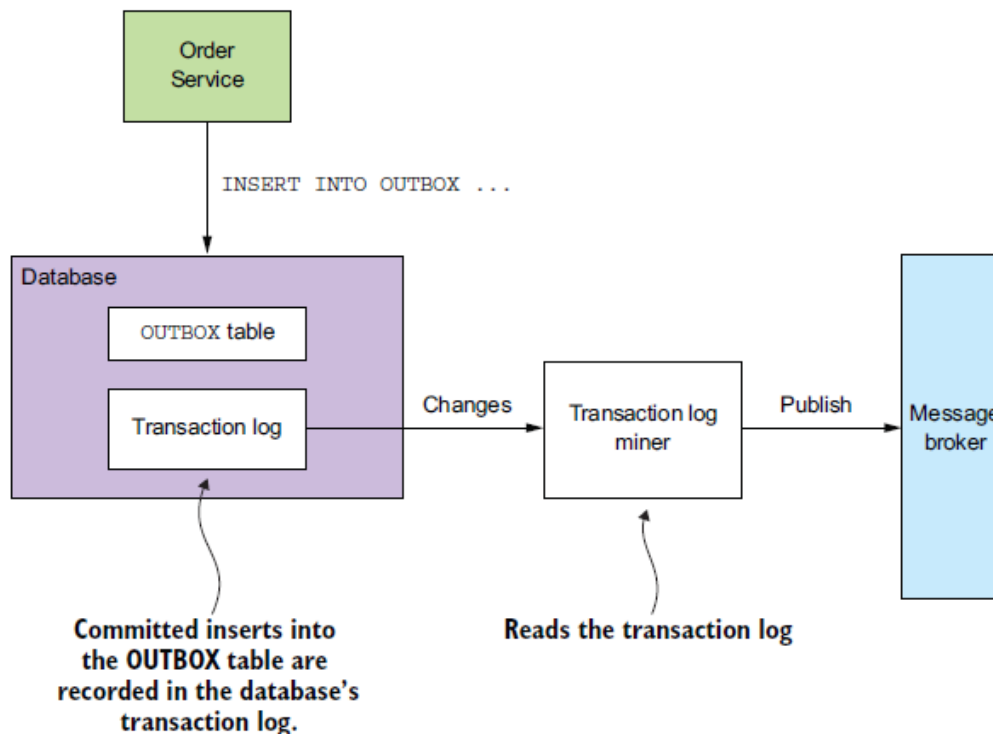 Order
Service
INSERT INTO OUTBOX ...
Database
OUTBOX table
Transaction log
Changes
Transaction log
miner
Publish
Message
broker
Committed inserts into
the OUTBOX table are
recorded in the database's
transaction log.
Reads the transaction log